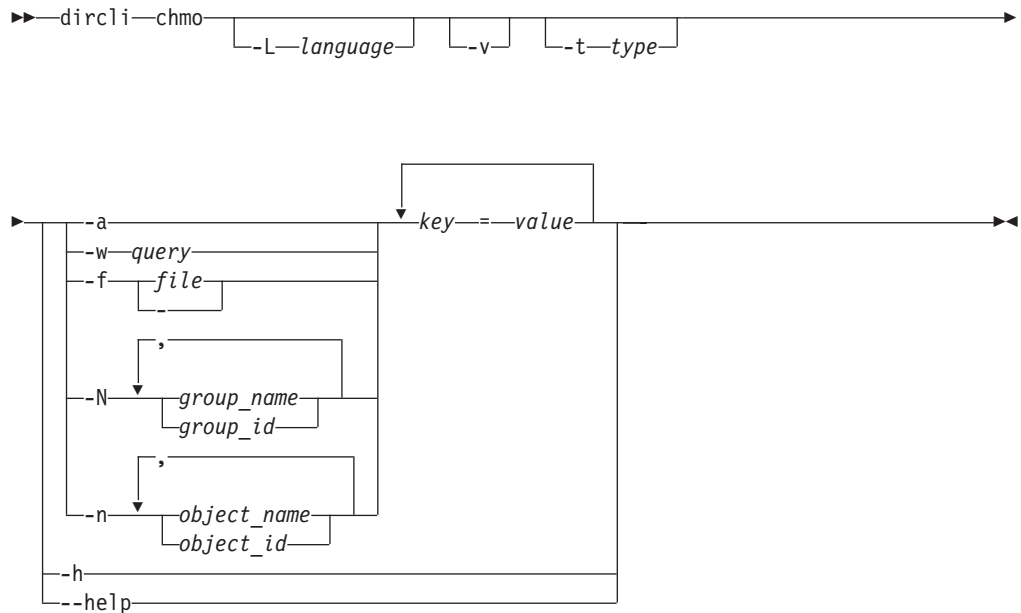 dircli chmo
-L language -v -t type
-a key = value
-w query
-f file
-
,
-N group_name
group_id
,
-n object_name
object_id
-h
--help